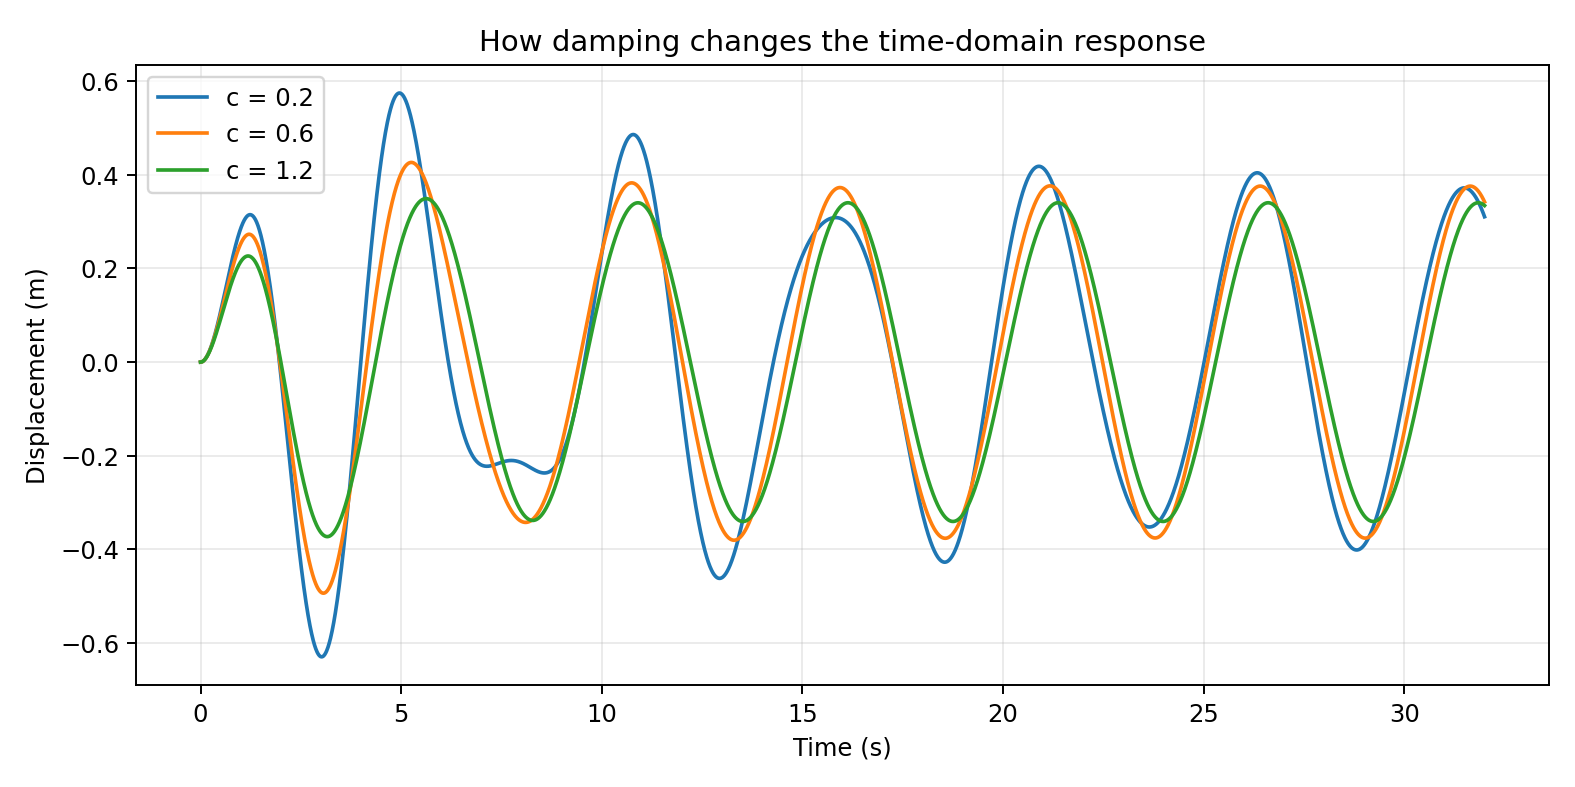 How damping changes the time-domain response
c = 0.2
c = 0.6
c = 1.2
0.6
0.4
0.2
0.0
−0.2
−0.4
−0.6
Displacement (m)
0 5 10 15 20 25 30
Time (s)